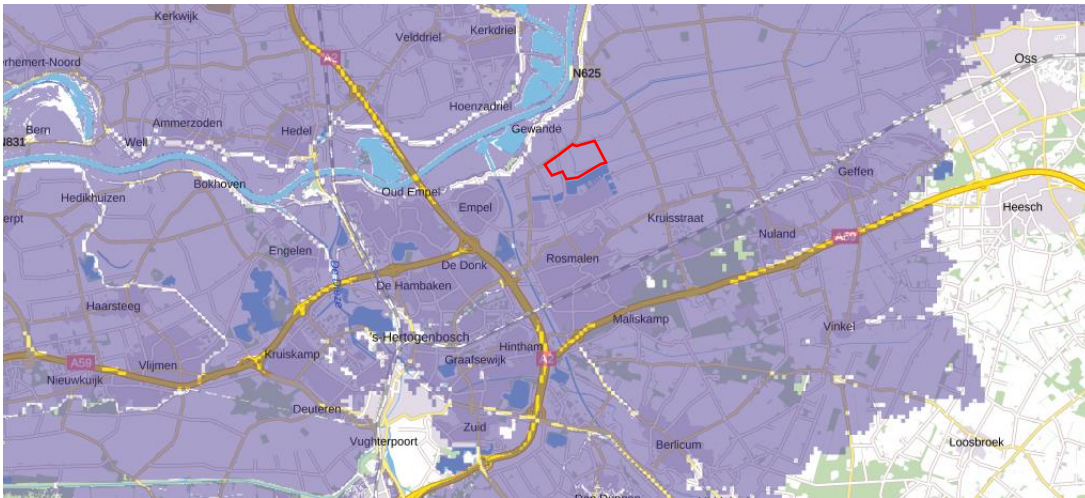 Kerkwijk
Kerkdriel
Velddriel
A2
Oss
erhemert-Noord
N625
Hoenzadriel
Ammerzoden
Gewande
Bern
Hedel
Well
N831
Geffen
Bokhoven
Oud Empel
Hedikhuizen
Empel
Heesch
Kruisstraat
erpt
Nuland
A59
Engelen
Rosmalen
De Donk
De Hambaken
Haarsteeg
Maliskamp
Vinkel
's-Hertogenbosch
Hintham
Kruiskamp
Graafsewijk
A2
A59
Vlijmen
Nieuwkuijk
Deuteren
Zuid
Vughterpoort
Berlicum
Loosbroek